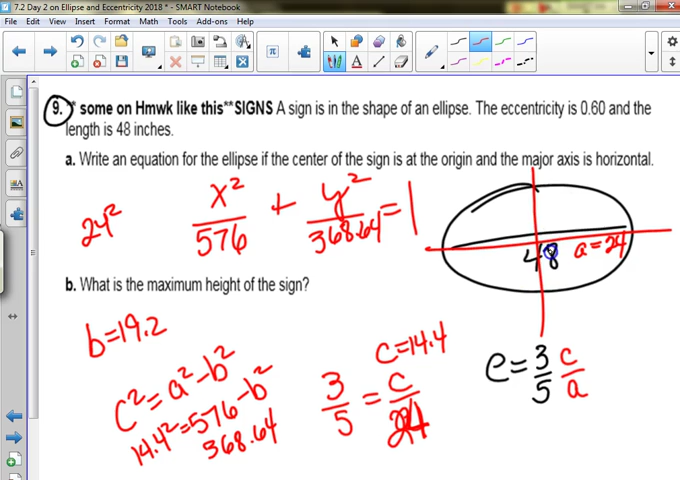 7.2 Day 2 on Ellipse and Eccentricity 2018 * - SMART Notebook
File Edit View Insert Format Tools Add-ons Help
9. * some on Hmwk like this**SIGNS A sign is in the shape of an ellipse. The eccentricity is 0.60 and the
length is 48 inches.
a. Write an equation for the ellipse if the center of the sign is at the origin and the major axis is horizontal.
24² x²/576 + y²/368.64 = 1
48 a=24
b. What is the maximum height of the sign?
b=19.2
c=14.4
e=3/5 c/a
c²=a²-b²
3/5 = c/24
14.4²=576-b²
368.64